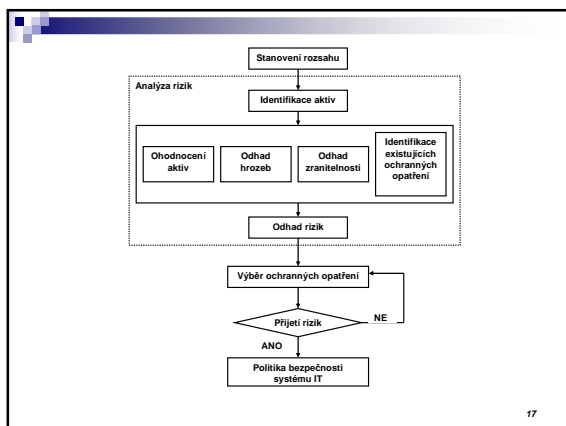 Stanovení rozsahu
Analýza rizik
Identifikace aktiv
Ohodnocení
aktiv
Odhad
hrozeb
Odhad
zranitelnosti
Identifikace
existujících
ochranných
opatření
Odhad rizik
Výběr ochranných opatření
Přijetí rizik
NE
ANO
Politika bezpečnosti
systému IT
17